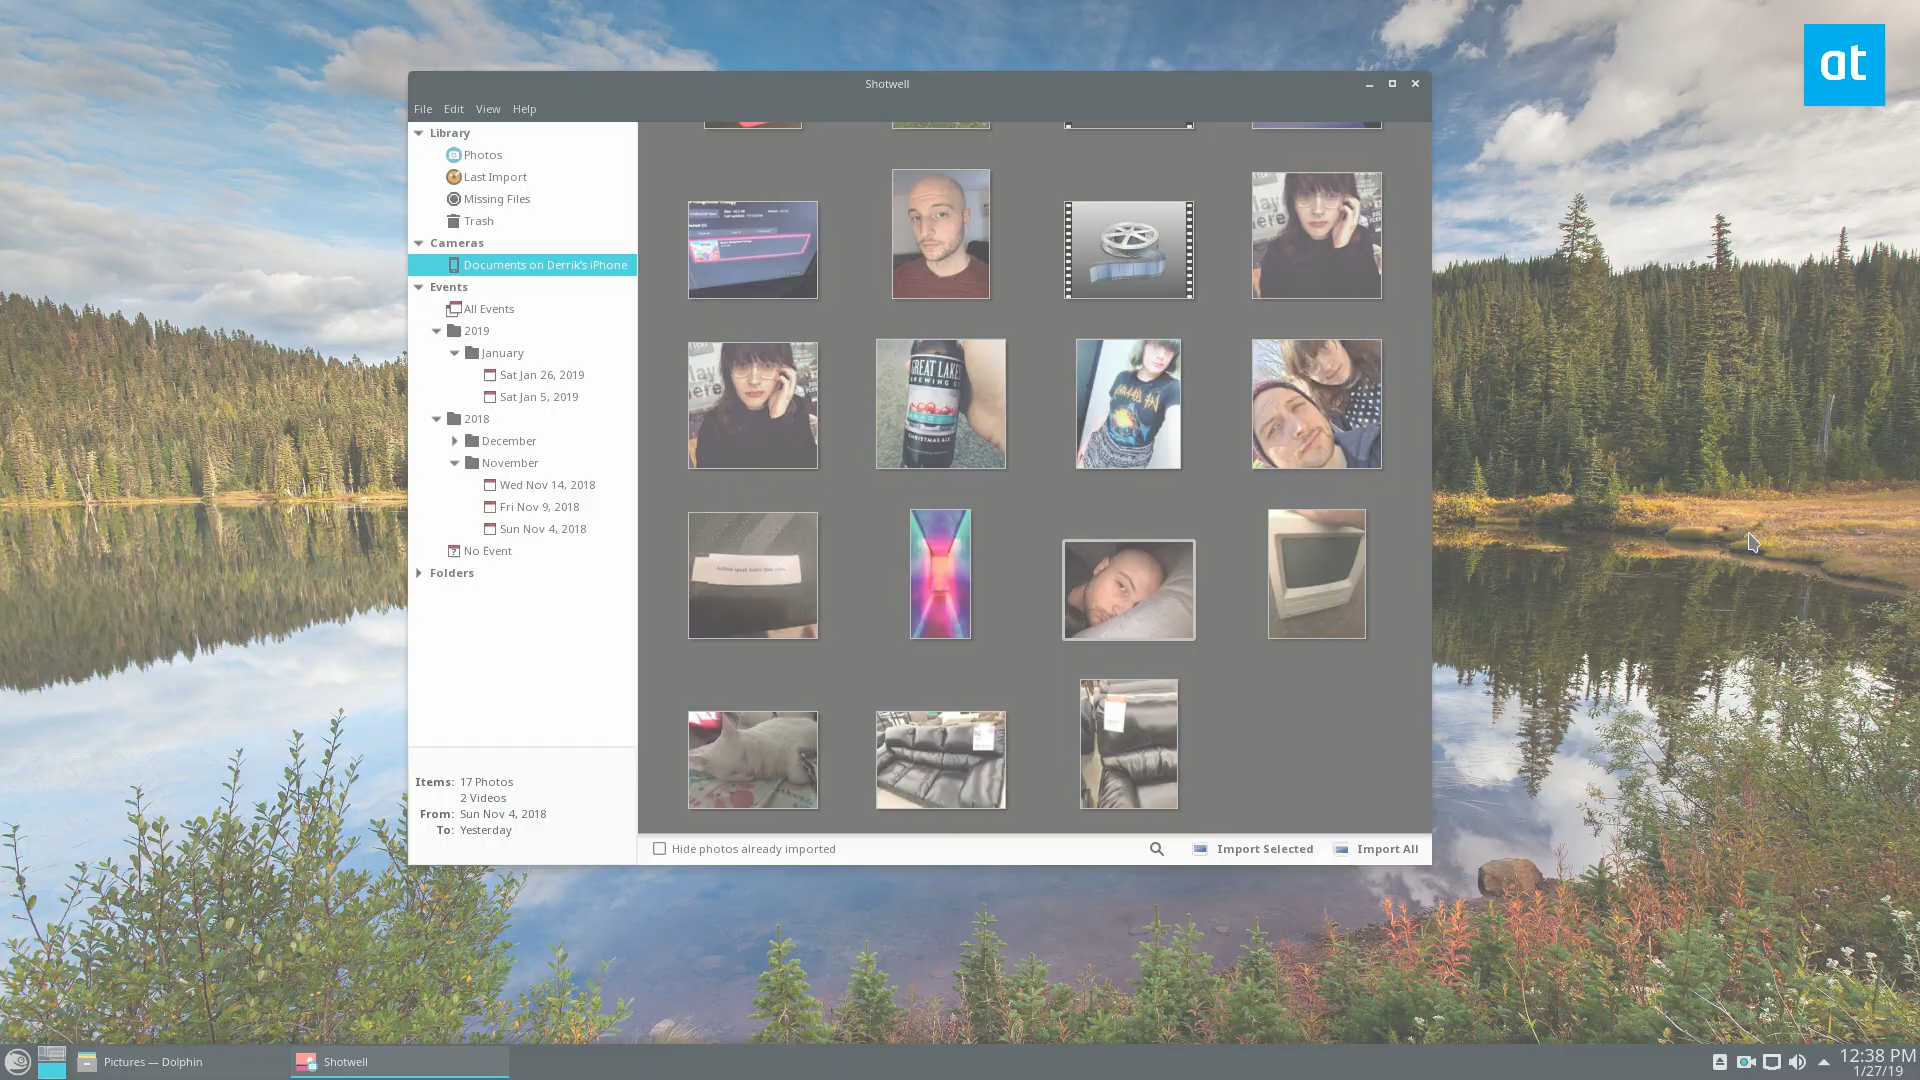 at
Shotwell
File Edit View Help
Library
Photos
Last Import
Missing Files
Trash
Cameras
Documents on Derrik's iPhone
Events
All Events
2019
January
Sat Jan 26, 2019
Sat Jan 5, 2019
2018
December
November
Wed Nov 14, 2018
Fri Nov 9, 2018
Sun Nov 4, 2018
No Event
Folders
GREAT LAKES
BREWING CO
CHRISTMAS ALE
Items: 17 Photos
2 Videos
From: Sun Nov 4, 2018
To: Yesterday
Hide photos already imported
Import Selected
Import All
Pictures — Dolphin
Shotwell
12:38 PM
1/27/19